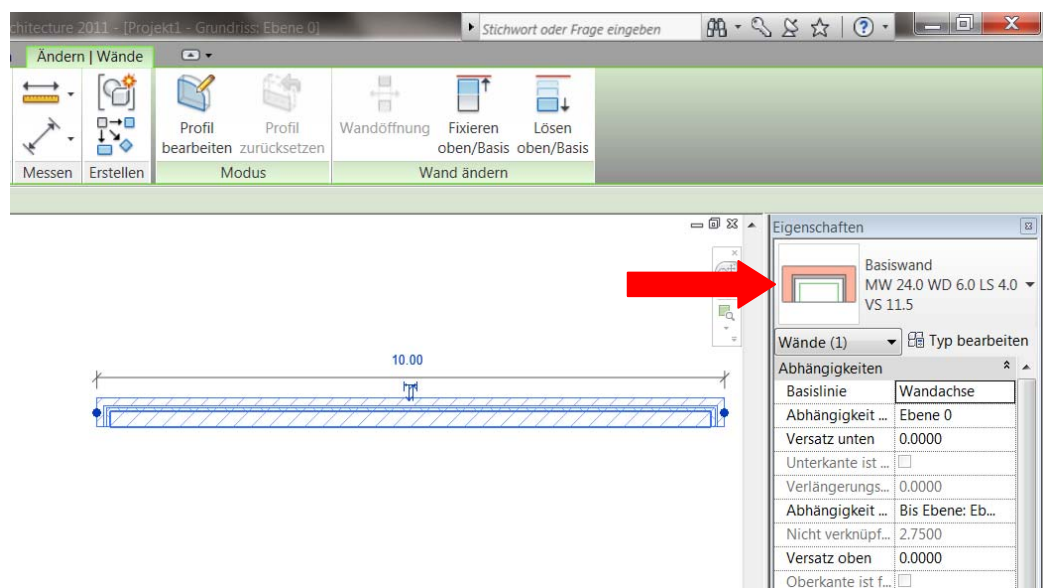 chitecture 2011 - [Projekt1 - Grundriss: Ebene 0]
Stichwort oder Frage eingeben
Ändern | Wände
Profil bearbeiten
Profil zurücksetzen
Wandöffnung
Fixieren oben/Basis
Lösen oben/Basis
Messen
Erstellen
Modus
Wand ändern
Eigenschaften
Basiswand
MW 24.0 WD 6.0 LS 4.0
VS 11.5
Wände (1)
Typ bearbeiten
10.00
Abhängigkeiten
Basislinie Wandachse
Abhängigkeit ... Ebene 0
Versatz unten 0.0000
Unterkante ist ...
Verlängerungs... 0.0000
Abhängigkeit ... Bis Ebene: Eb...
Nicht verknüpf... 2.7500
Versatz oben 0.0000
Oberkante ist f...